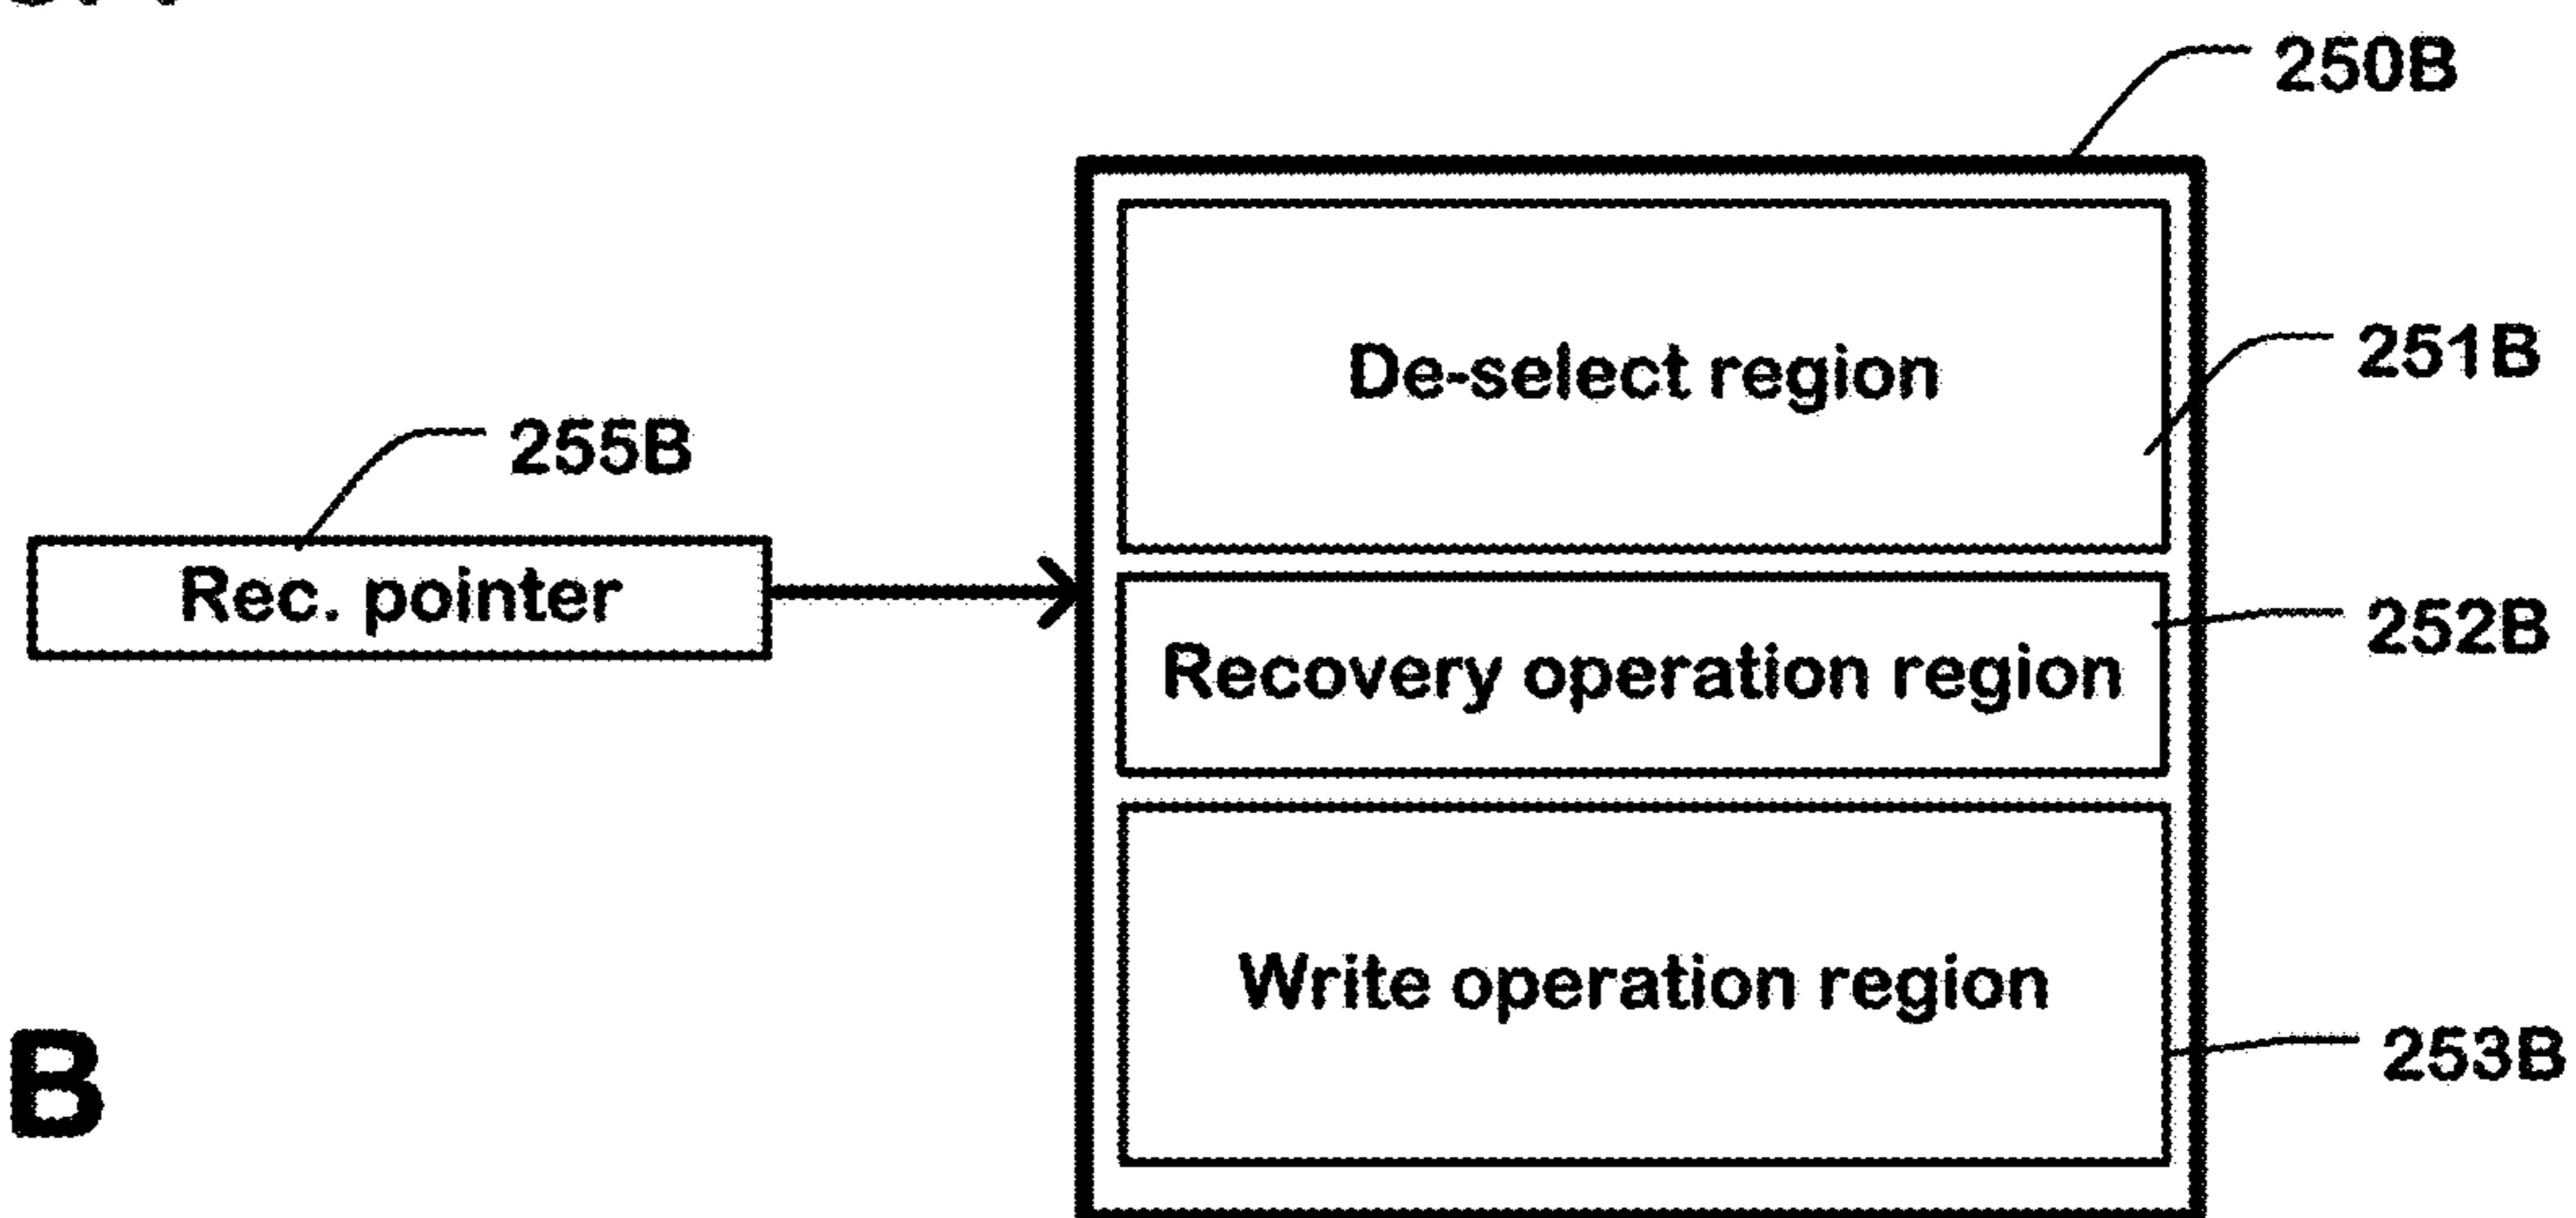 250B
De-select region
251B
255B
Rec. pointer
252B
Recovery operation region
Write operation region
253B
B